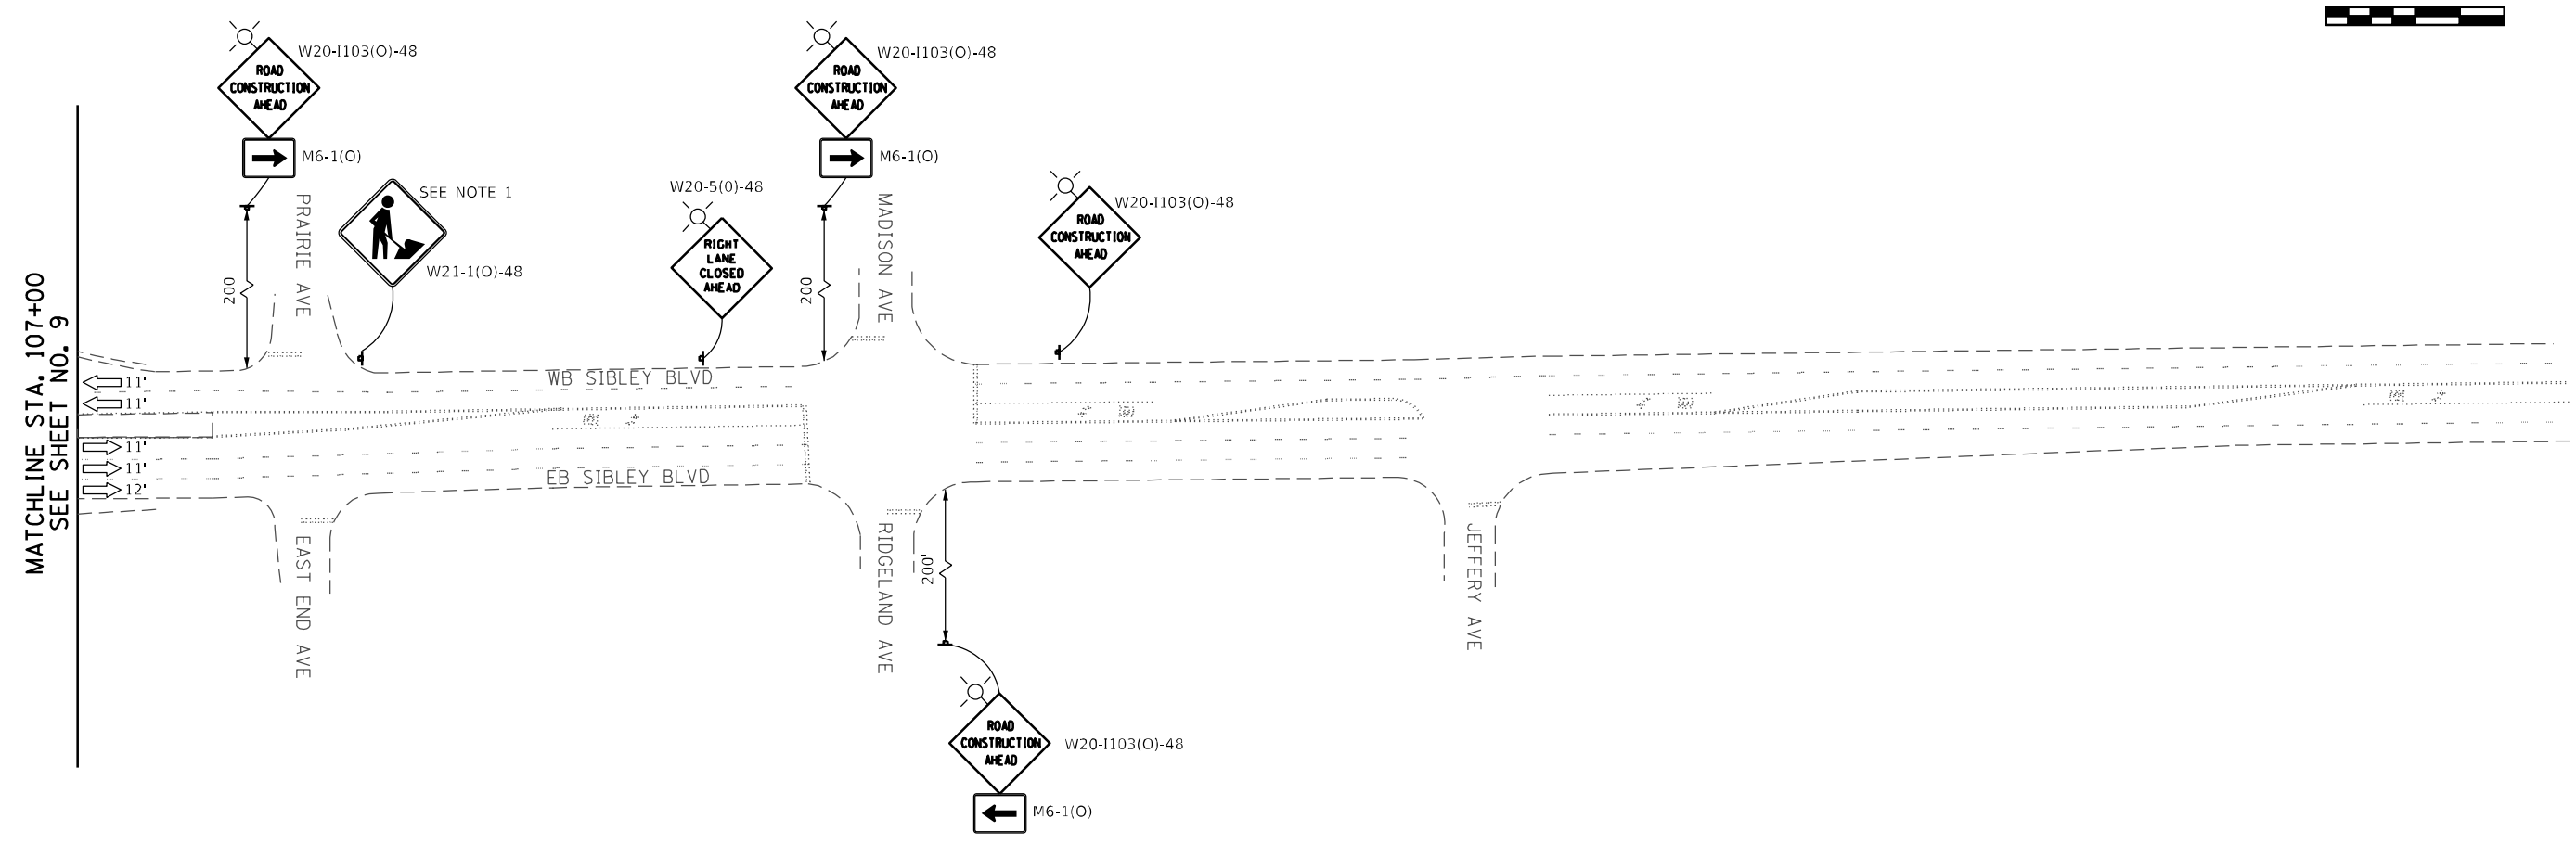 W20-I103(O)-48
ROAD
CONSTRUCTION
AHEAD
M6-1(O)
200'
PRAIRIE AVE
SEE NOTE 1
W21-1(O)-48
W20-5(0)-48
RIGHT
LANE
CLOSED
AHEAD
W20-I103(O)-48
ROAD
CONSTRUCTION
AHEAD
M6-1(O)
200'
MADISON AVE
W20-I103(O)-48
ROAD
CONSTRUCTION
AHEAD
MATCHLINE STA. 107+00
SEE SHEET NO. 9
11'
11'
11'
11'
12'
WB SIBLEY BLVD
EB SIBLEY BLVD
EAST END AVE
RIDGELAND AVE
200'
JEFFERY AVE
ROAD
CONSTRUCTION
AHEAD
W20-I103(O)-48
M6-1(O)